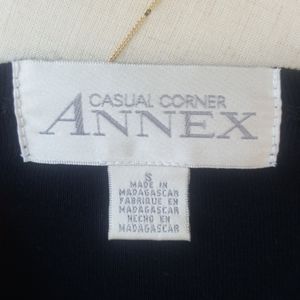 CASUAL CORNER
ANNEX
S
MADE IN
MADAGASCAR
FABRIQUE EN
MADAGASCAR
HECHO EN
MADAGASCAR